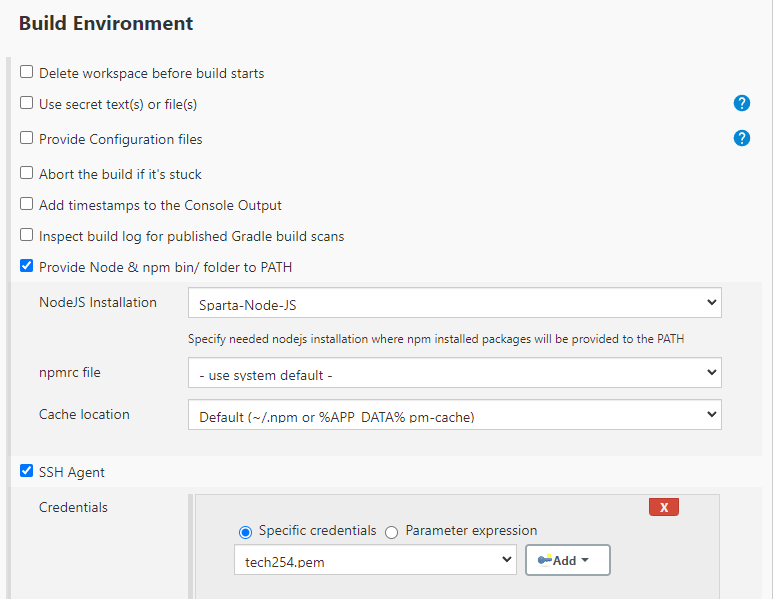 Build Environment
Delete workspace before build starts
Use secret text(s) or file(s)
?
Provide Configuration files
?
Abort the build if it's stuck
Add timestamps to the Console Output
Inspect build log for published Gradle build scans
Provide Node & npm bin/ folder to PATH
NodeJS Installation
Sparta-Node-JS
Specify needed nodejs installation where npm installed packages will be provided to the PATH
npmrc file
- use system default -
Cache location
Default (~/.npm or %APP_DATA% pm-cache)
SSH Agent
Credentials
X
Specific credentials Parameter expression
tech254.pem
Add